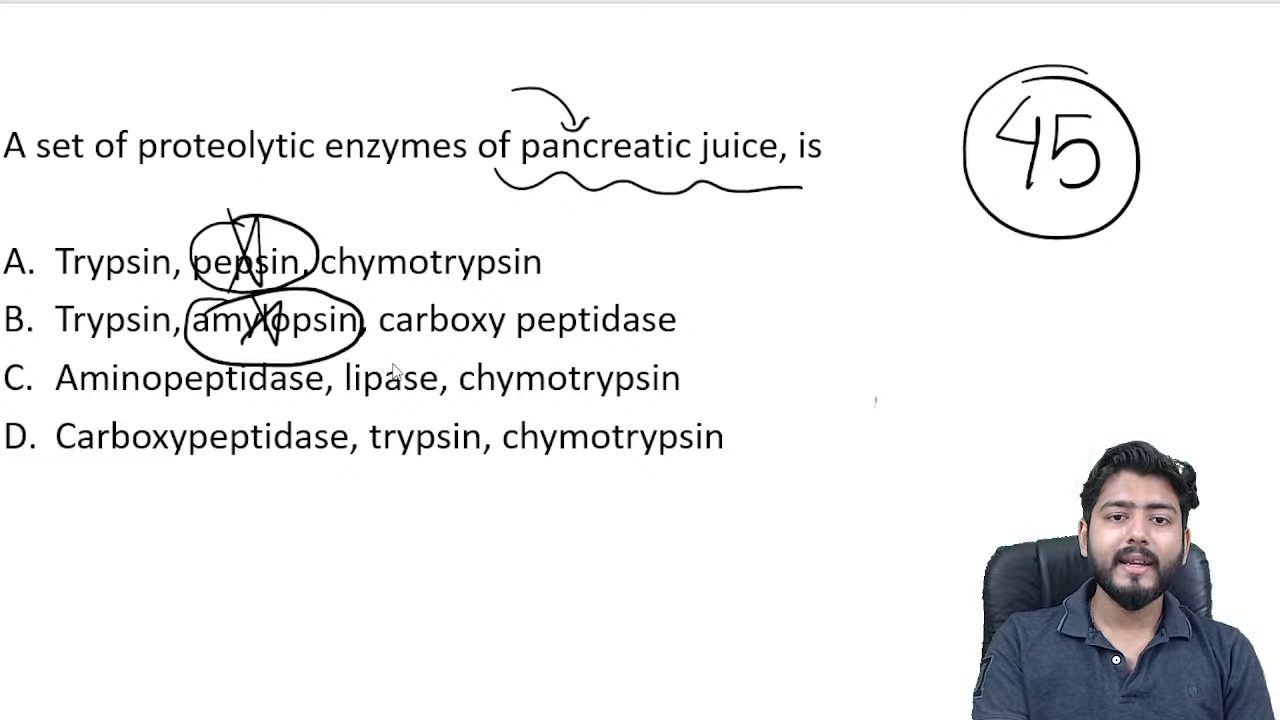 45
A set of proteolytic enzymes of pancreatic juice, is
A. Trypsin, pepsin, chymotrypsin
B. Trypsin, amylopsin, carboxy peptidase
C. Aminopeptidase, lipase, chymotrypsin
D. Carboxypeptidase, trypsin, chymotrypsin